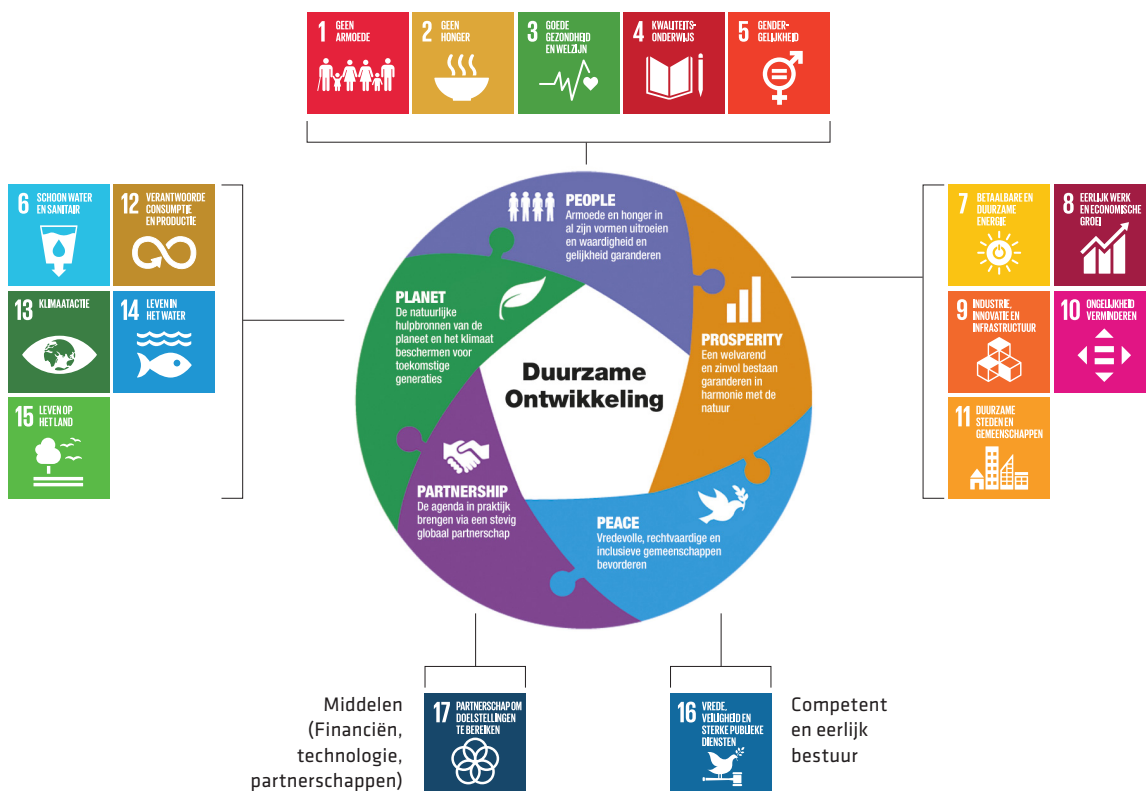 1 GEEN
ARMOEDE
2 GEEN
HONGER
3 GOEDE
GEZONDHEID
EN WELZIJN
4 KWALITEITS-
ONDERWIJS
5 GENDER-
GELIJKHEID
6 SCHOON WATER
EN SANITAIR
12 VERANTWOORDE
CONSUMPTIE
EN PRODUCTIE
13 KLIMAATACTIE
14 LEVEN IN
HET WATER
15 LEVEN OP
HET LAND
PEOPLE
Armoede en honger in
al zijn vormen uitroeien
en waardigheid en
gelijkheid garanderen
PLANET
De natuurlijke
hulpbronnen van de
planeet en het klimaat
beschermen voor
toekomstige
generaties
Duurzame
Ontwikkeling
PROSPERITY
Een welvarend
en zinvol bestaan
garanderen in
harmonie met de
natuur
PARTNERSHIP
De agenda in praktijk
brengen via een stevig
globaal partnerschap
PEACE
Vredevolle, rechtvaardige en
inclusieve gemeenschappen
bevorderen
7 BETAALBARE EN
DUURZAME
ENERGIE
8 EERLIJK WERK
EN ECONOMISCHE
GROEI
9 INDUSTRIE,
INNOVATIE EN
INFRASTRUCTUUR
10 ONGELIJKHEID
VERMINDEREN
11 DUURZAME
STEDEN EN
GEMEENSCHAPPEN
Middelen
(Financiën,
technologie,
partnerschappen)
17 PARTNERSCHAP OM
DOELSTELLINGEN
TE BEREIKEN
16 VREDE,
VEILIGHEID EN
STERKE PUBLIEKE
DIENSTEN
Competent
en eerlijk
bestuur